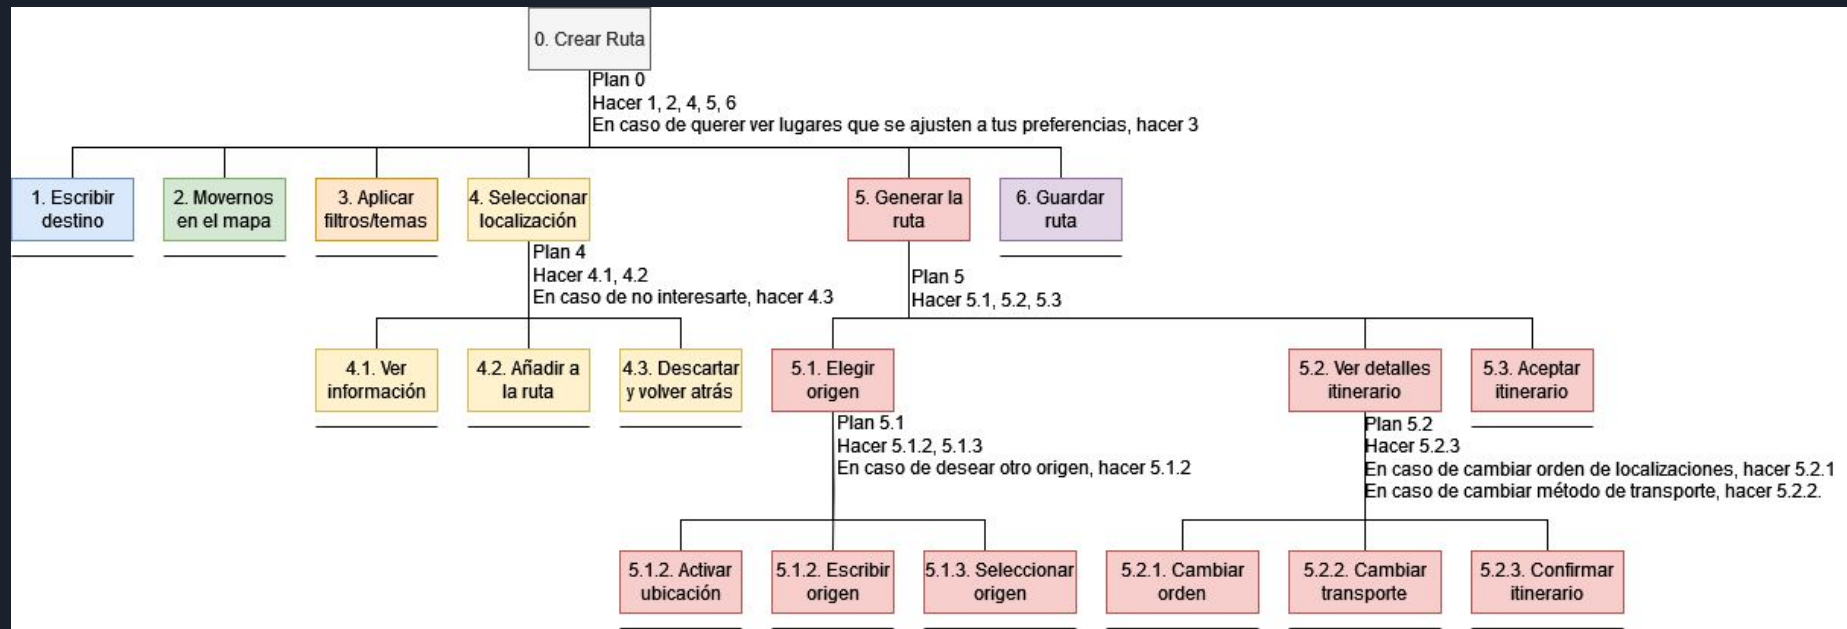 0. Crear Ruta
Plan 0
Hacer 1, 2, 4, 5, 6
En caso de querer ver lugares que se ajusten a tus preferencias, hacer 3
1. Escribir
destino
2. Movernos
en el mapa
3. Aplicar
filtros/temas
4. Seleccionar
localización
5. Generar la
ruta
6. Guardar
ruta
Plan 4
Hacer 4.1, 4.2
En caso de no interesarte, hacer 4.3
Plan 5
Hacer 5.1, 5.2, 5.3
4.1. Ver
información
4.2. Añadir a
la ruta
4.3. Descartar
y volver atrás
5.1. Elegir
origen
5.2. Ver detalles
itinerario
5.3. Aceptar
itinerario
Plan 5.1
Hacer 5.1.2, 5.1.3
En caso de desear otro origen, hacer 5.1.2
Plan 5.2
Hacer 5.2.3
En caso de cambiar orden de localizaciones, hacer 5.2.1
En caso de cambiar método de transporte, hacer 5.2.2.
5.1.2. Activar
ubicación
5.1.2. Escribir
origen
5.1.3. Seleccionar
origen
5.2.1. Cambiar
orden
5.2.2. Cambiar
transporte
5.2.3. Confirmar
itinerario